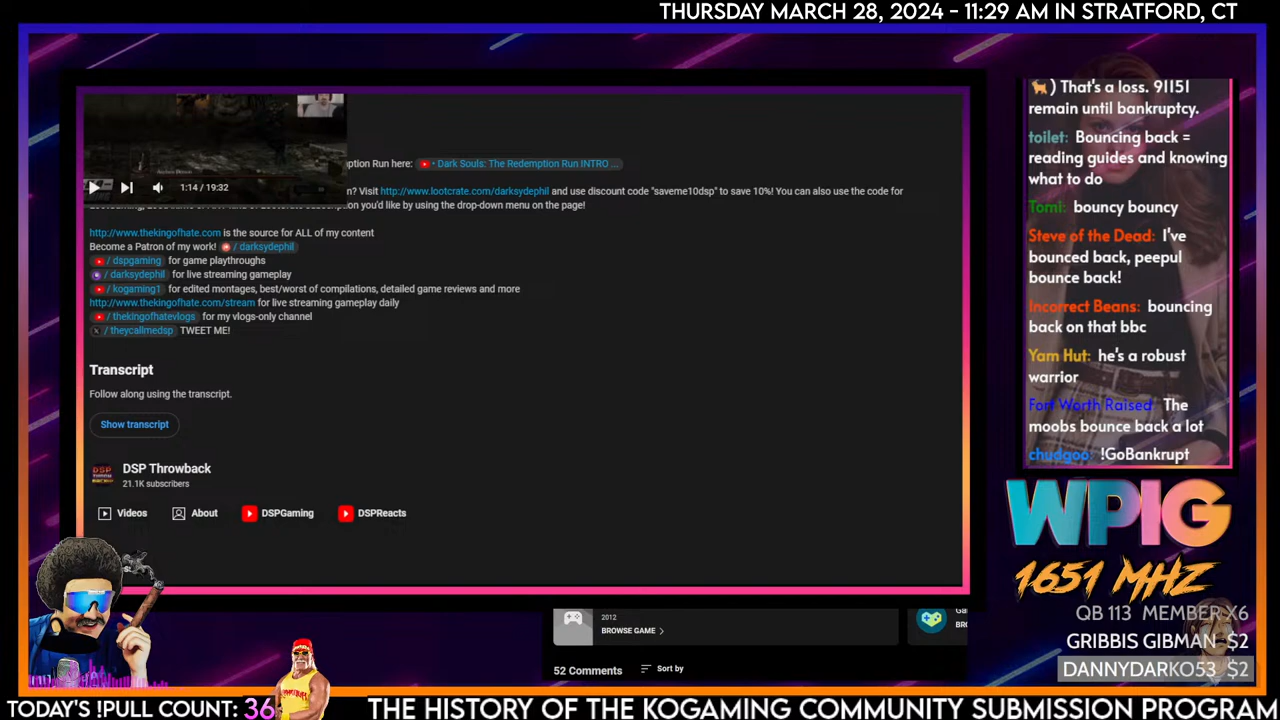 THURSDAY MARCH 28, 2024 - 11:29 AM IN STRATFORD, CT
1:14 / 19:32
ption Run here: • Dark Souls: The Redemption Run INTRO ...
n? Visit http://www.lootcrate.com/darksydephil and use discount code "saveme10dsp" to save 10%! You can also use the code for
by using the drop-down menu on the page!
http://www.thekingofhate.com is the source for ALL of my content
Become a Patron of my work! / darksydephil
/ dspgaming for game playthroughs
/ darksydephil for live streaming gameplay
/ kogaming1 for edited montages, best/worst of compilations, detailed game reviews and more
http://www.thekingofhate.com/stream for live streaming gameplay daily
/ thekingofhatevlogs for my vlogs-only channel
/ theycallmedsp TWEET ME!
Transcript
Follow along using the transcript.
Show transcript
DSP Throwback
21.1K subscribers
Videos About DSPGaming DSPReacts
2012
BROWSE GAME
Ga
BRO
52 Comments Sort by
) That's a loss. 91151
remain until bankruptcy.
toilet: Bouncing back =
reading guides and knowing
what to do
Tomi: bouncy bouncy
Steve of the Dead: I've
bounced back, peepul
bounce back!
Incorrect Beans: bouncing
back on that bbc
Yam Hut: he's a robust
warrior
Fort Worth Raised: The
moobs bounce back a lot
chudgoo: !GoBankrupt
WPIG
1651 MHZ
QB 113 MEMBER X6
GRIBBIS GIBMAN $2
DANNYDARKO53 $2
TODAY'S !PULL COUNT: 36
THE HISTORY OF THE KOGAMING COMMUNITY SUBMISSION PROGRAM